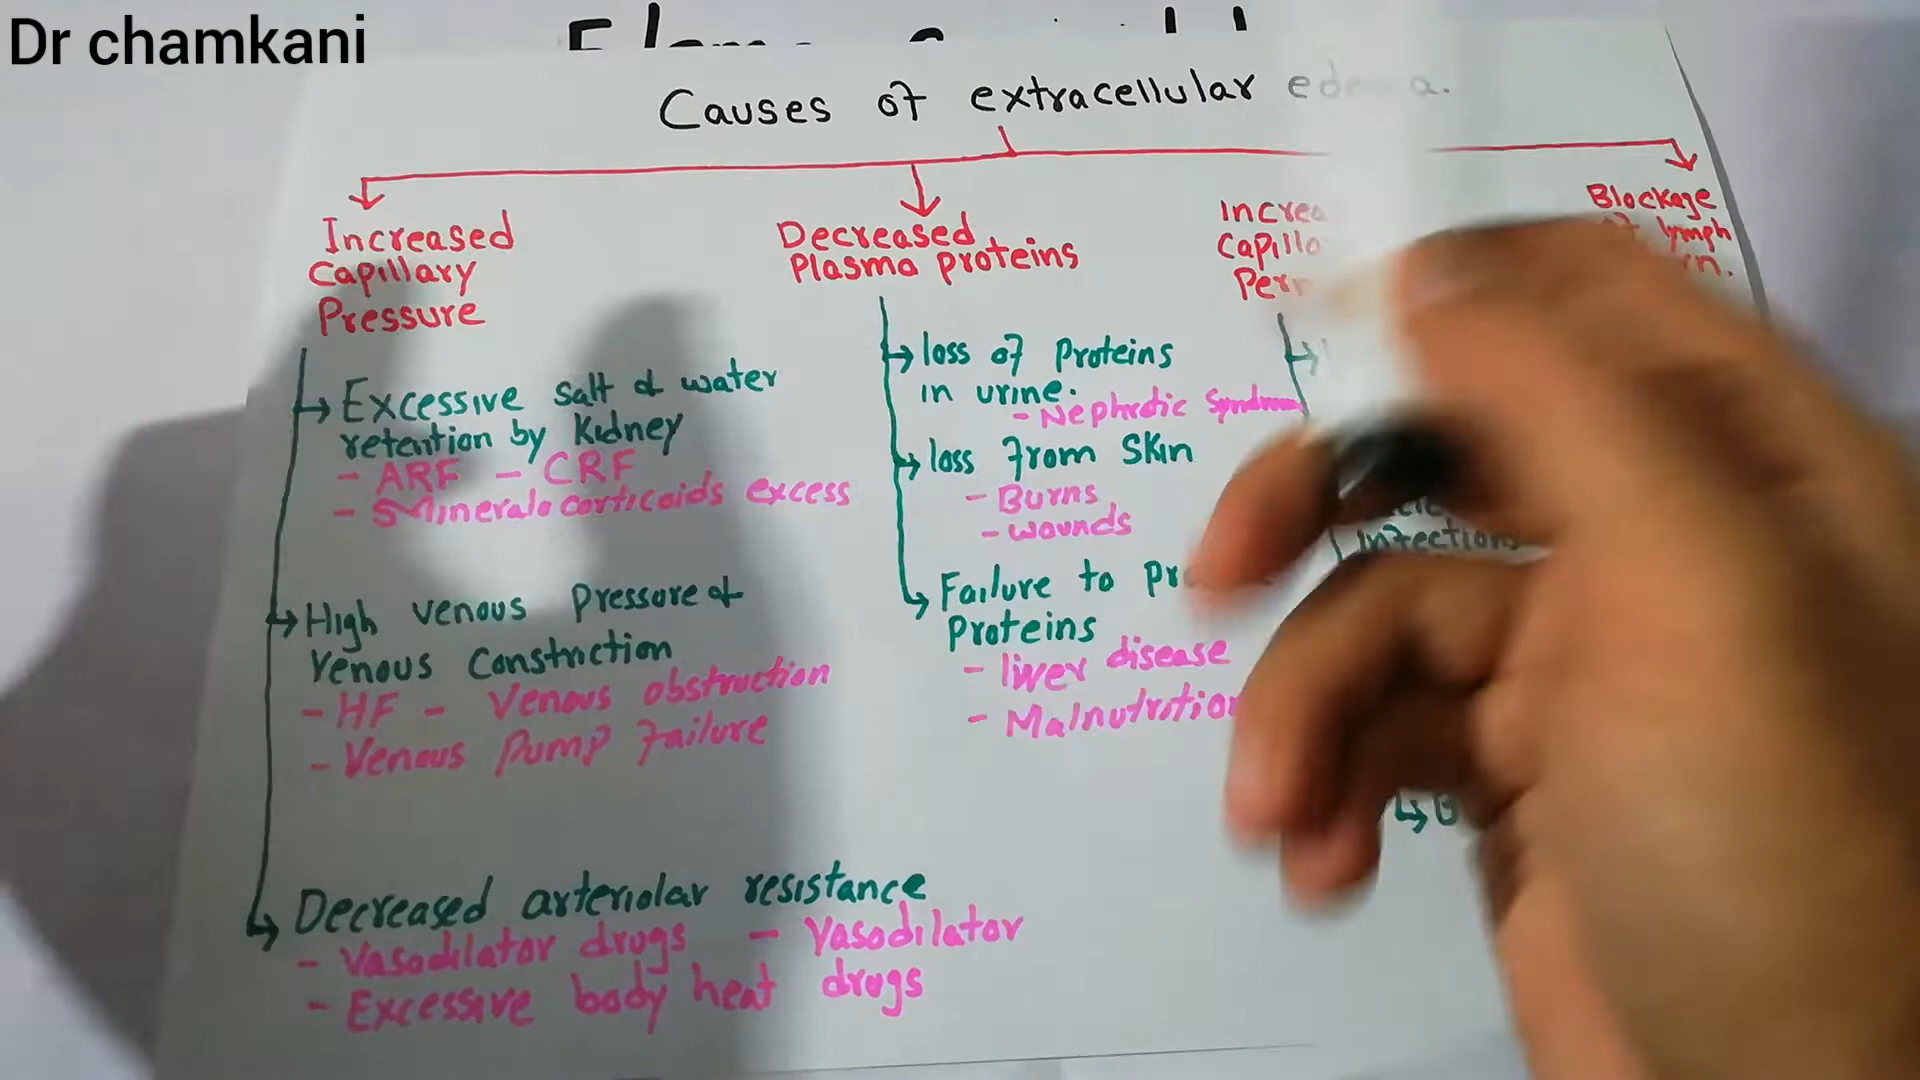 Dr chamkani
Causes of extracellular
Increased
Capillary
Pressure
Excessive salt & water
retention by Kidney
- ARF - CRF
- Mineralocorticoids excess
High venous Pressure &
Venous Constriction
- HF - Venous obstruction
- Venous Pump Failure
Decreased arteriolar resistance
- Vasodilator drugs - Vasodilator
- Excessive body heat drugs
Decreased
Plasma proteins
loss of Proteins
in urine.
- Nephrotic Syndrome
loss from Skin
- Burns
- wounds
Failure to
Proteins
- liver disease
- Malnutrition
infections
Blockage
lymph